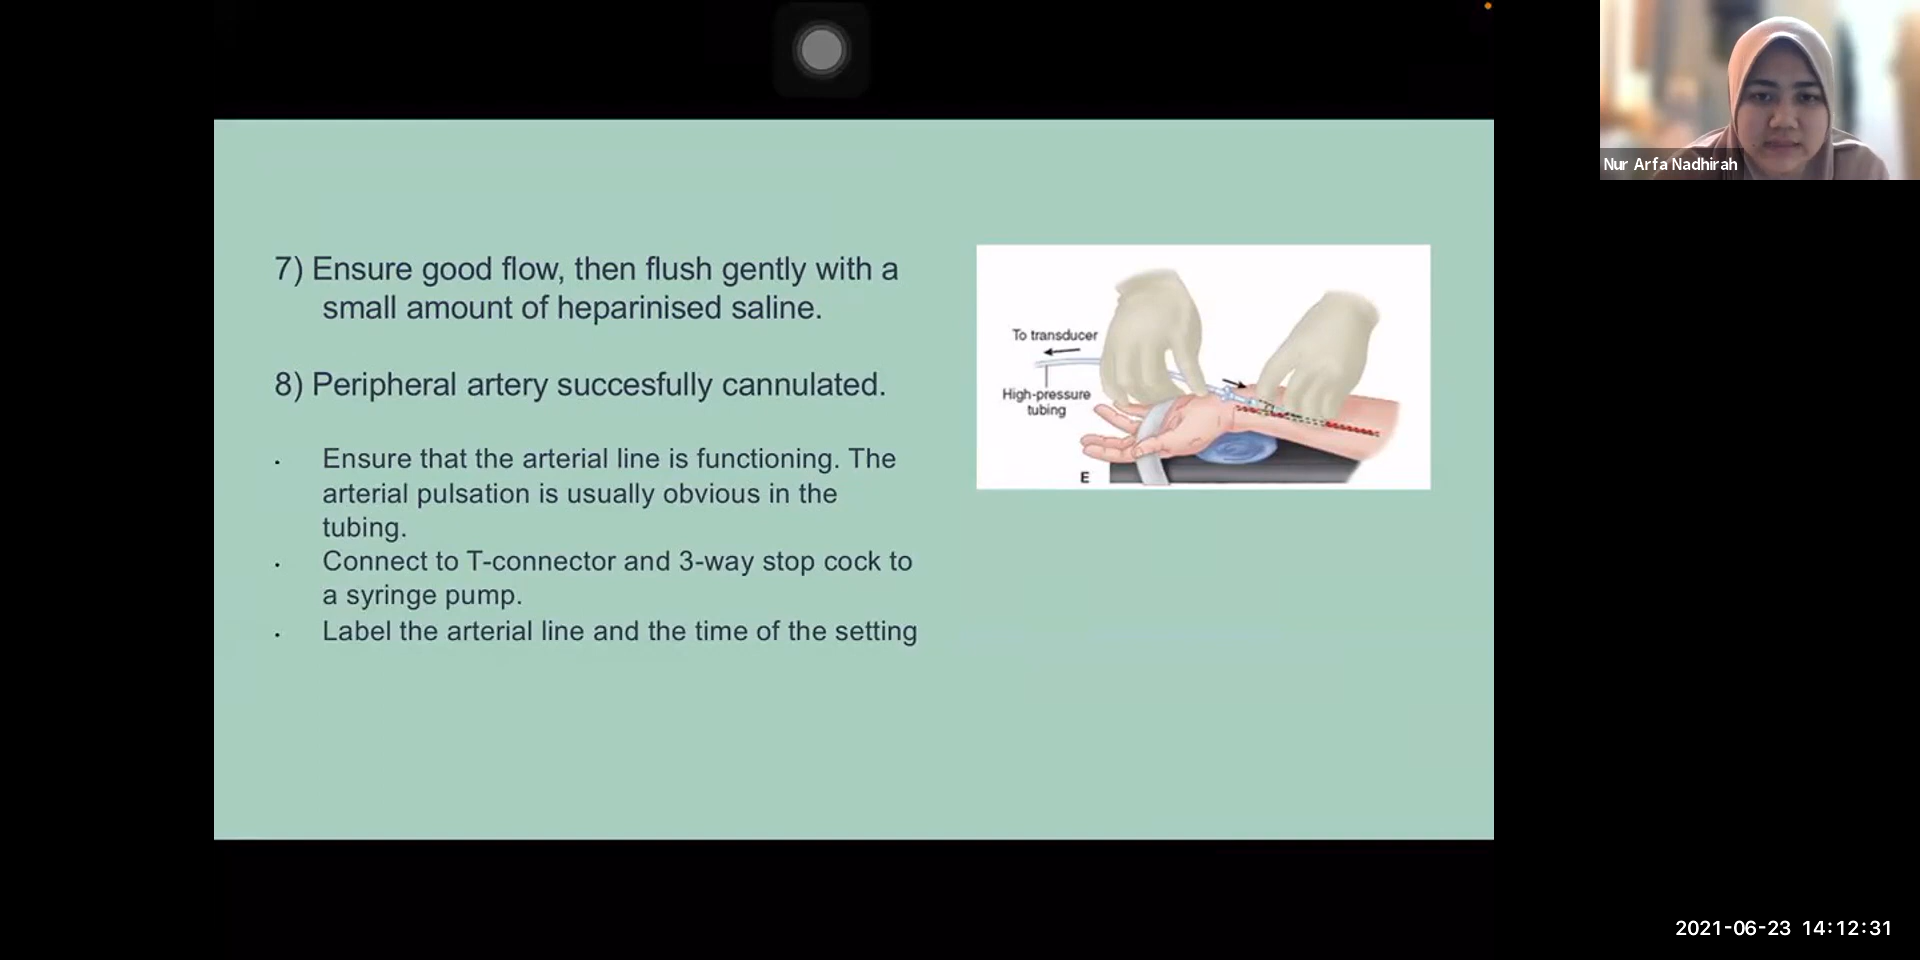 Nur Arfa Nadhirah
7) Ensure good flow, then flush gently with a
small amount of heparinised saline.
8) Peripheral artery succesfully cannulated.
· Ensure that the arterial line is functioning. The
arterial pulsation is usually obvious in the
tubing.
· Connect to T-connector and 3-way stop cock to
a syringe pump.
· Label the arterial line and the time of the setting
To transducer
High-pressure
tubing
E
2021-06-23 14:12:31